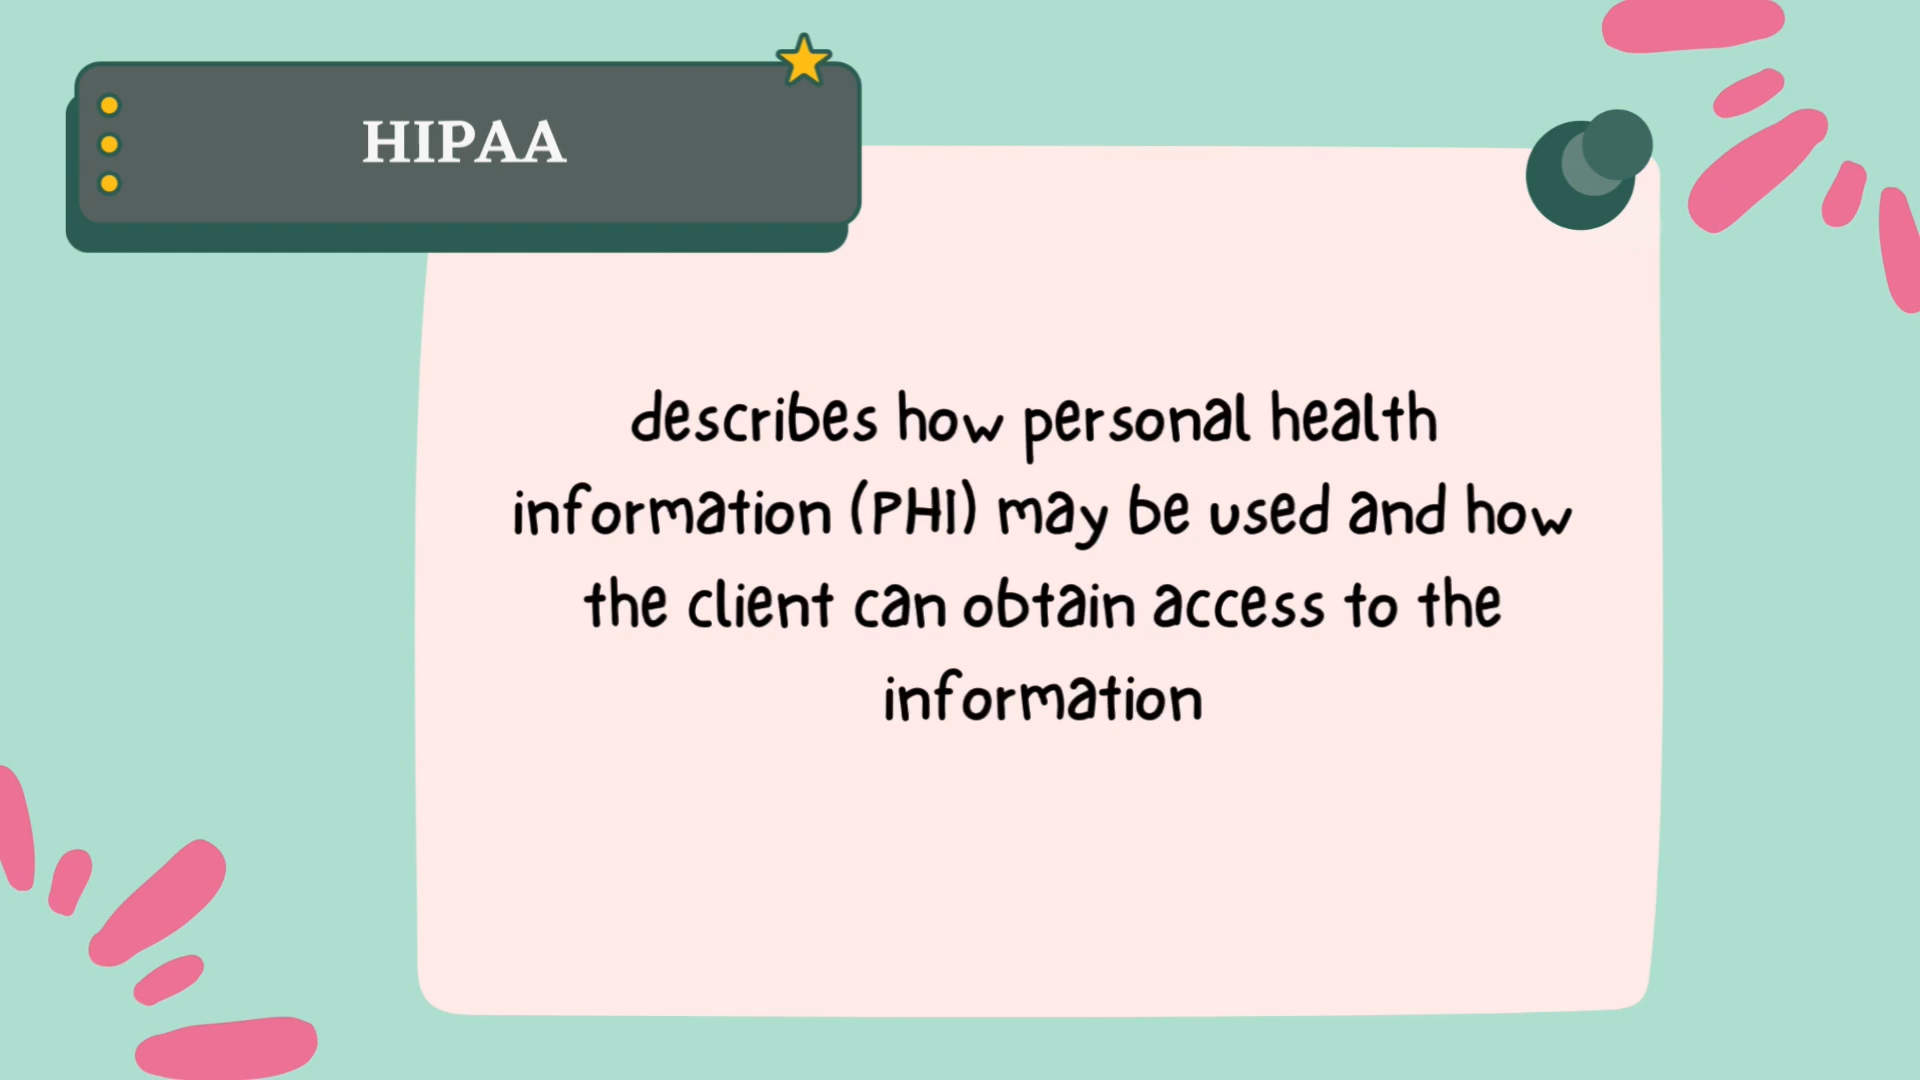 HIPAA
describes how personal health
information (PHI) may be used and how
the client can obtain access to the
information